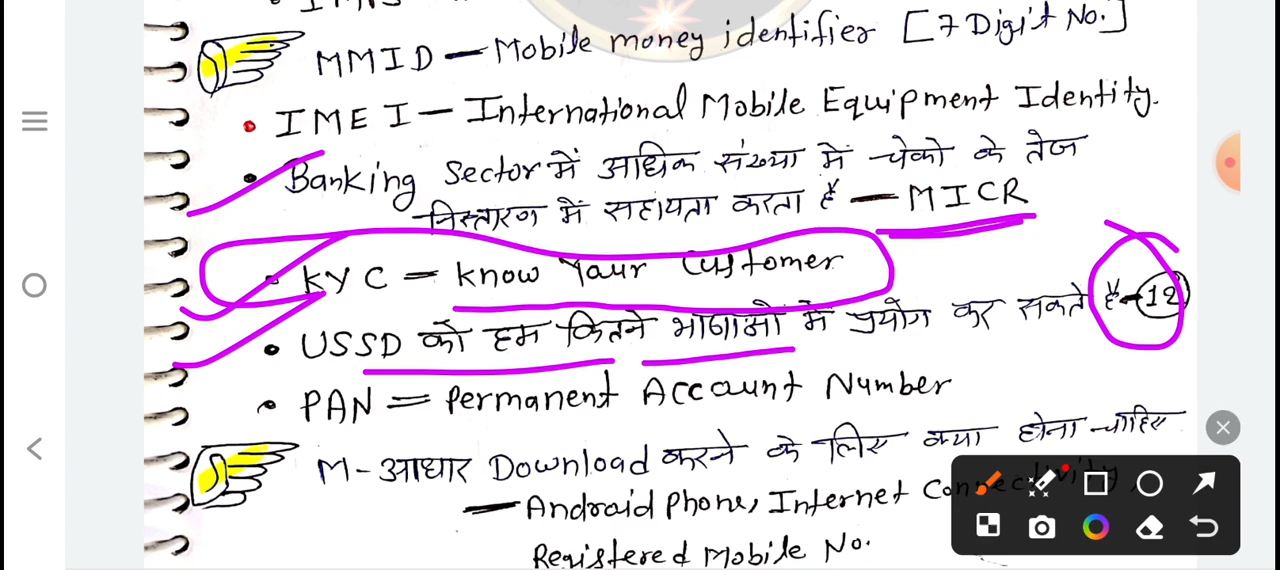 MMID — Mobile money identifier [7 Digit No.]
• IMEI — International Mobile Equipment Identity.
• Banking Sector में अधिक संख्या में चेको के तेज
निस्तारण में सहायता करता है — MICR
• KYC = Know Your Customer
• USSD को हम कितने भाषाओ में प्रयोग कर सकते है - 12
• PAN = Permanent Account Number
M-आधार Download करने के लिए क्या होना चाहिए
— Android Phone, Internet Connectivity,
Registered Mobile No.